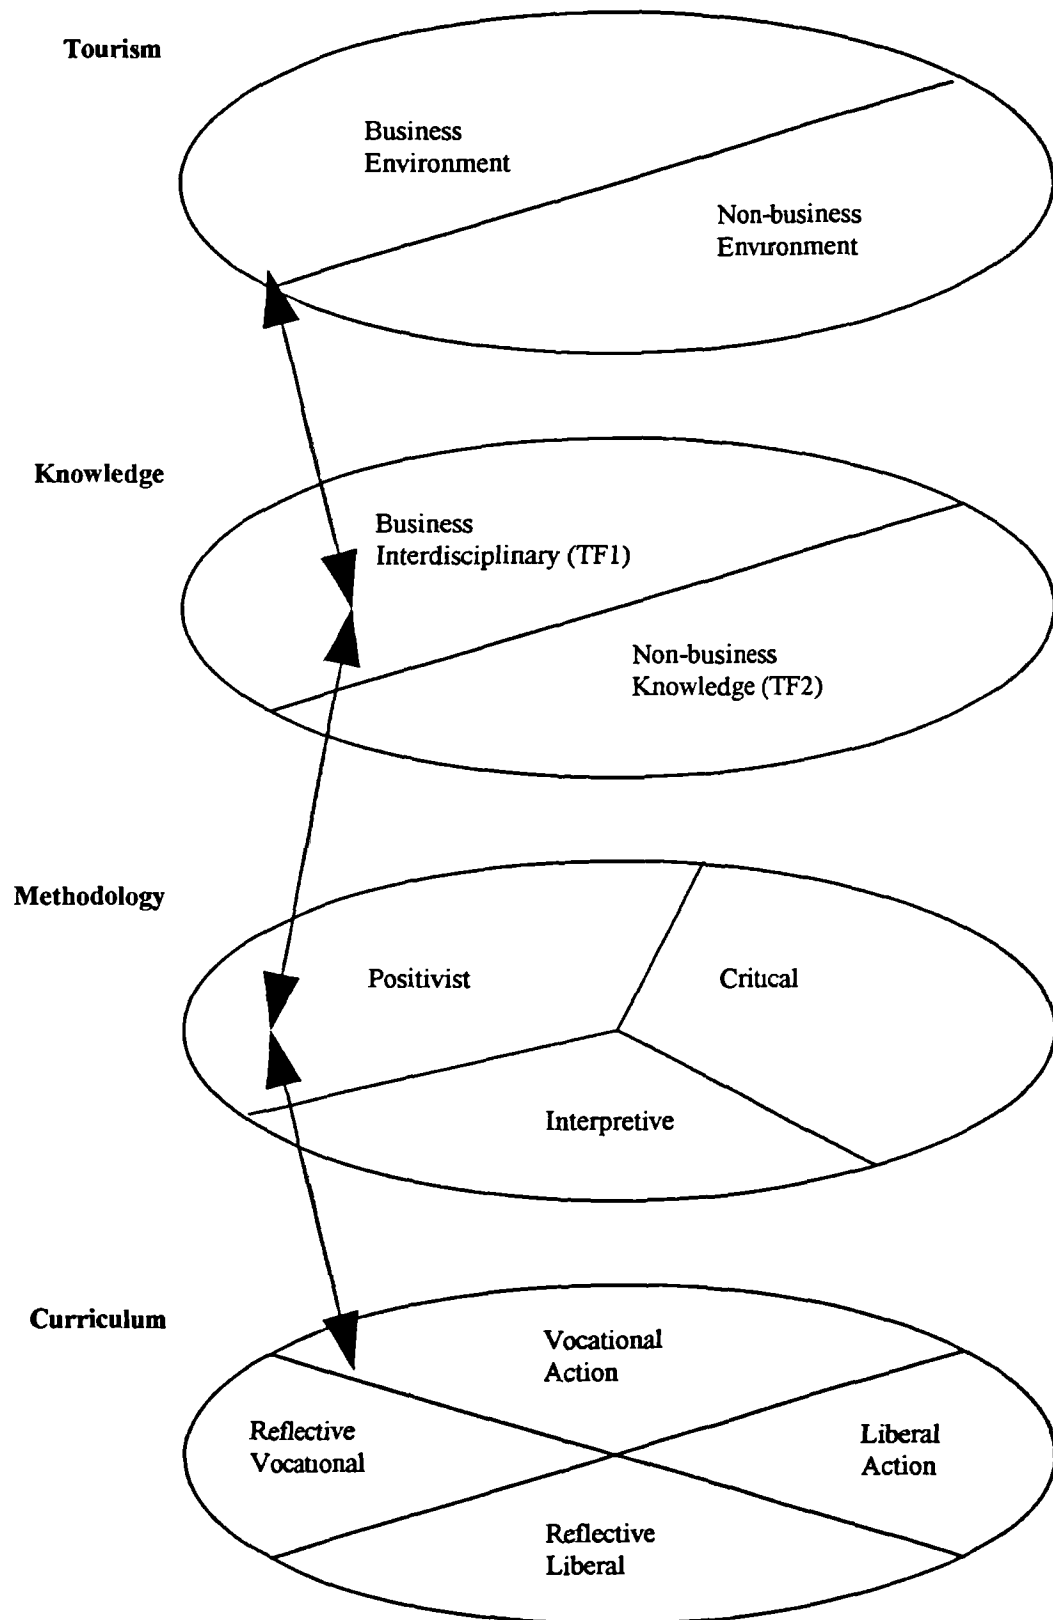 Tourism
Business
Environment
Non-business
Environment
Knowledge
Business
Interdisciplinary (TF1)
Non-business
Knowledge (TF2)
Methodology
Positivist
Critical
Interpretive
Curriculum
Vocational
Action
Reflective
Vocational
Liberal
Action
Reflective
Liberal